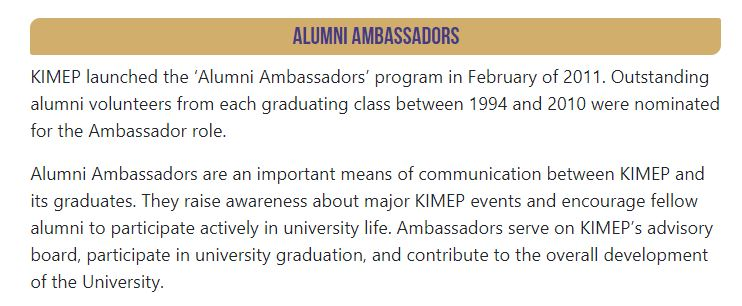 ALUMNI AMBASSADORS
KIMEP launched the ‘Alumni Ambassadors’ program in February of 2011. Outstanding
alumni volunteers from each graduating class between 1994 and 2010 were nominated
for the Ambassador role.
Alumni Ambassadors are an important means of communication between KIMEP and
its graduates. They raise awareness about major KIMEP events and encourage fellow
alumni to participate actively in university life. Ambassadors serve on KIMEP’s advisory
board, participate in university graduation, and contribute to the overall development
of the University.